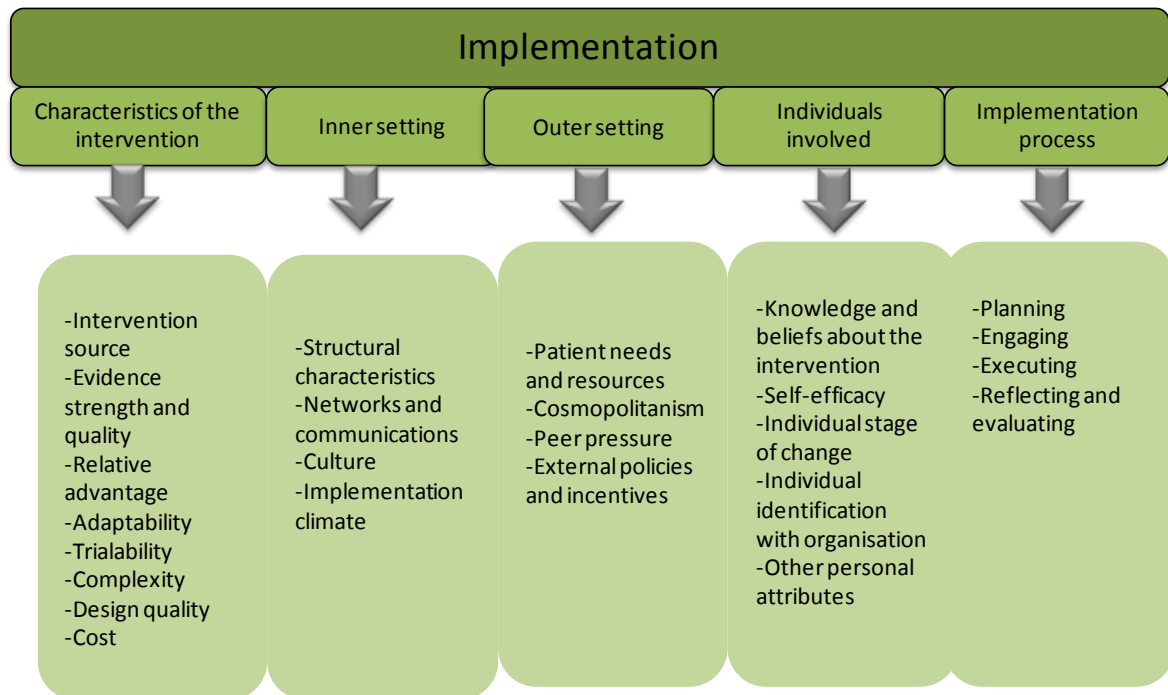 Implementation
Characteristics of the
intervention
Inner setting
Outer setting
Individuals
involved
Implementation
process
-Intervention
source
-Evidence
strength and
quality
-Relative
advantage
-Adaptability
-Trialability
-Complexity
-Design quality
-Cost
-Structural
characteristics
-Networks and
communications
-Culture
-Implementation
climate
-Patient needs
and resources
-Cosmopolitanism
-Peer pressure
-External policies
and incentives
-Knowledge and
beliefs about the
intervention
-Self-efficacy
-Individual stage
of change
-Individual
identification
with organisation
-Other personal
attributes
-Planning
-Engaging
-Executing
-Reflecting and
evaluating